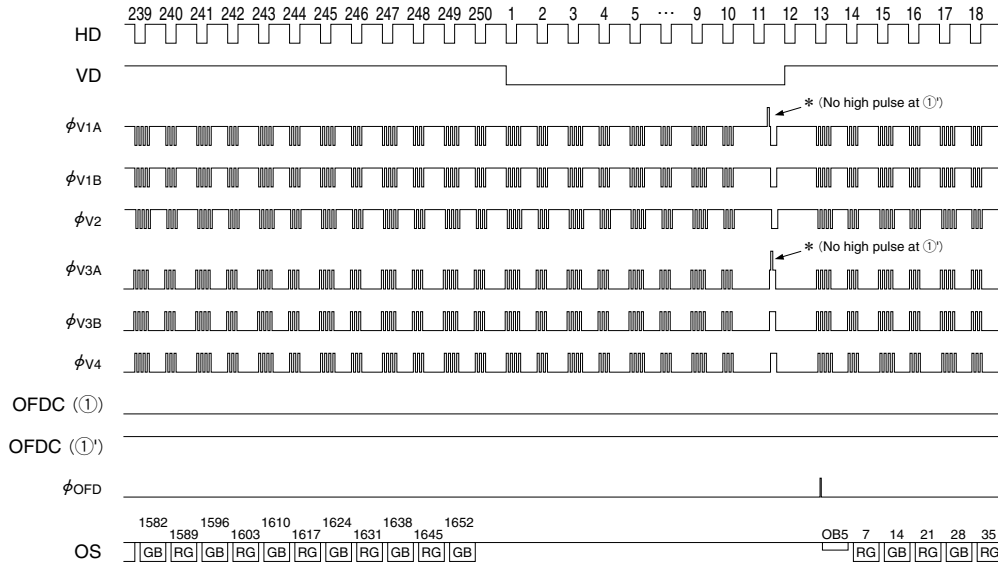 239 240 241 242 243 244 245 246 247 248 249 250 1 2 3 4 5 ··· 9 10 11 12 13 14 15 16 17 18
HD
VD
* (No high pulse at ①')
ϕV1A
ϕV1B
ϕV2
* (No high pulse at ①')
ϕV3A
ϕV3B
ϕV4
OFDC (①)
OFDC (①')
ϕOFD
1582 1596 1610 1624 1638 1652
1589 1603 1617 1631 1645 OB5 7 14 21 28 35
OS GB RG GB RG GB RG GB RG GB RG GB RG GB RG GB RG